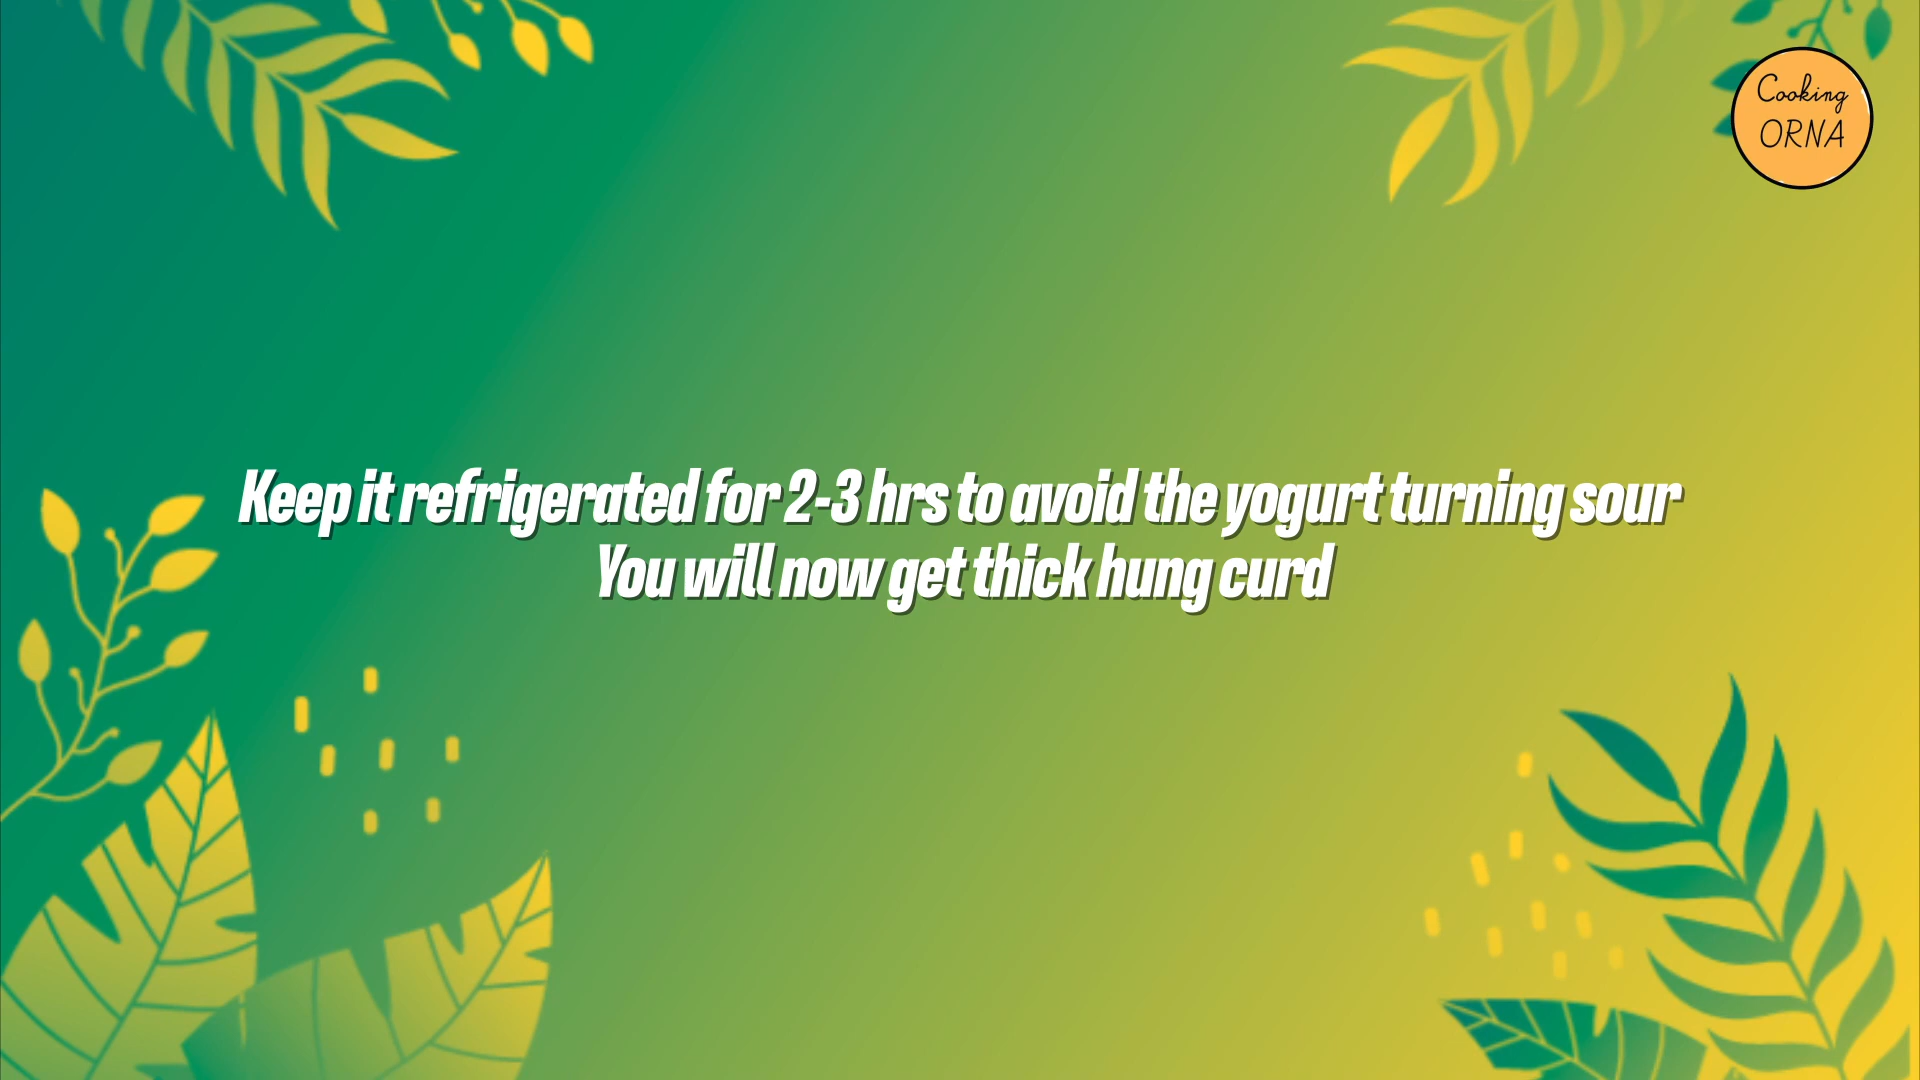 Cooking
ORNA
Keep it refrigerated for 2-3 hrs to avoid the yogurt turning sour
You will now get thick hung curd